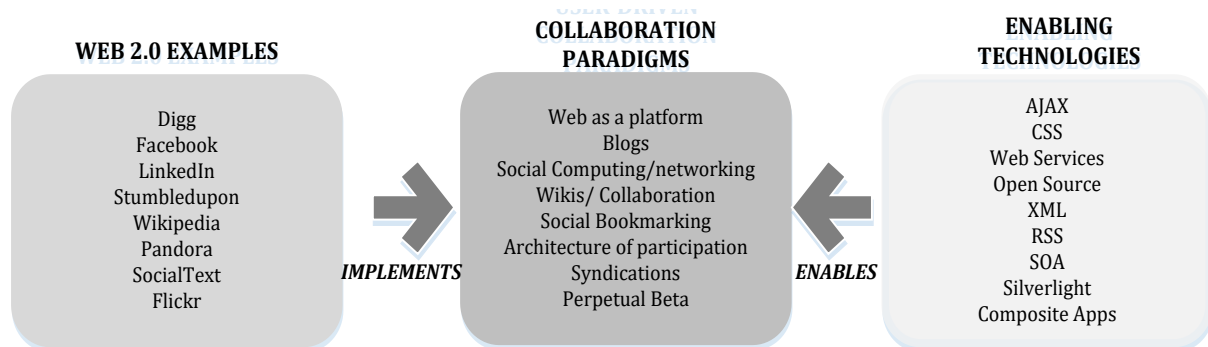 WEB 2.0 EXAMPLES
Digg
Facebook
LinkedIn
Stumbledupon
Wikipedia
Pandora
SocialText
Flickr
IMPLEMENTS
USER DRIVEN
COLLABORATION
PARADIGMS
Web as a platform
Blogs
Social Computing/networking
Wikis/ Collaboration
Social Bookmarking
Architecture of participation
Syndications
Perpetual Beta
ENABLES
ENABLING
TECHNOLOGIES
AJAX
CSS
Web Services
Open Source
XML
RSS
SOA
Silverlight
Composite Apps